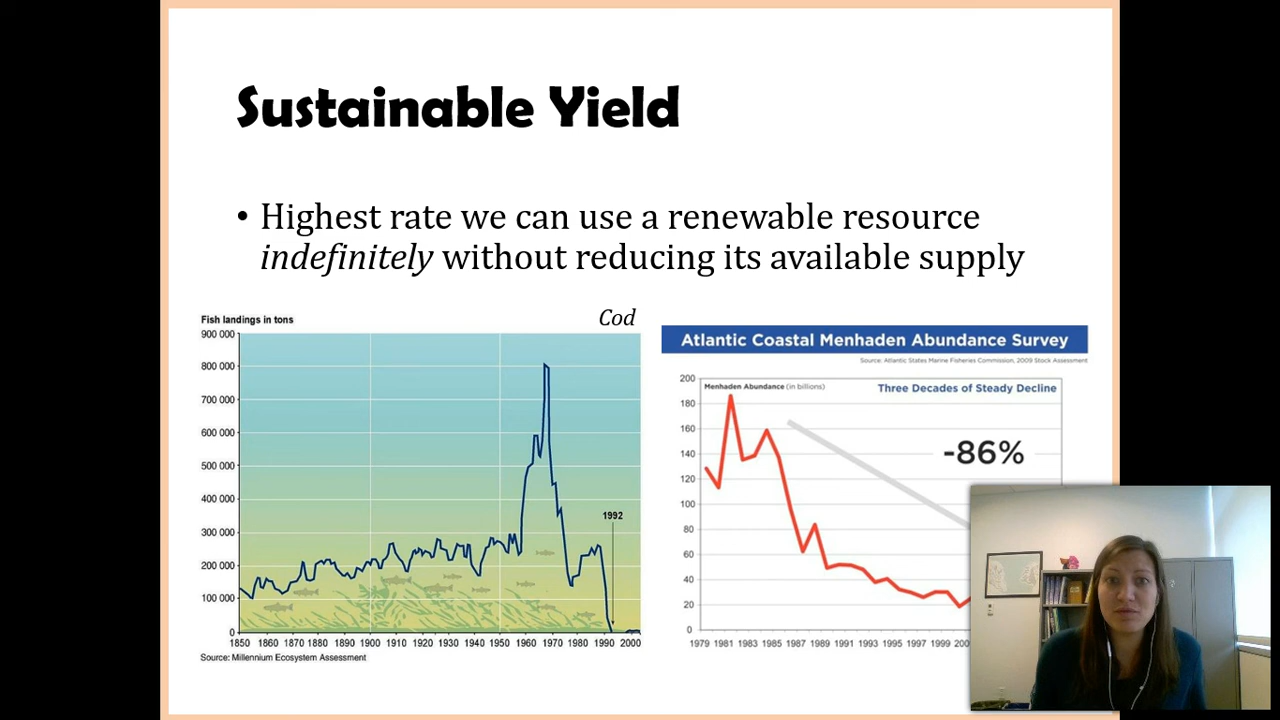 Sustainable Yield
• Highest rate we can use a renewable resource
indefinitely without reducing its available supply
Cod
Fish landings in tons
900 000
800 000
700 000
600 000
500 000
400 000
300 000
200 000
100 000
0
1992
1850 1860 1870 1880 1890 1900 1910 1920 1930 1940 1950 1960 1970 1980 1990 2000
Source: Millennium Ecosystem Assessment
Atlantic Coastal Menhaden Abundance Survey
Source: Atlantic States Marine Fisheries Commission, 2009 Stock Assessment
Menhaden Abundance (in billions)
Three Decades of Steady Decline
-86%
200
180
160
140
120
100
80
60
40
20
0
1979 1981 1983 1985 1987 1989 1991 1993 1995 1997 1999